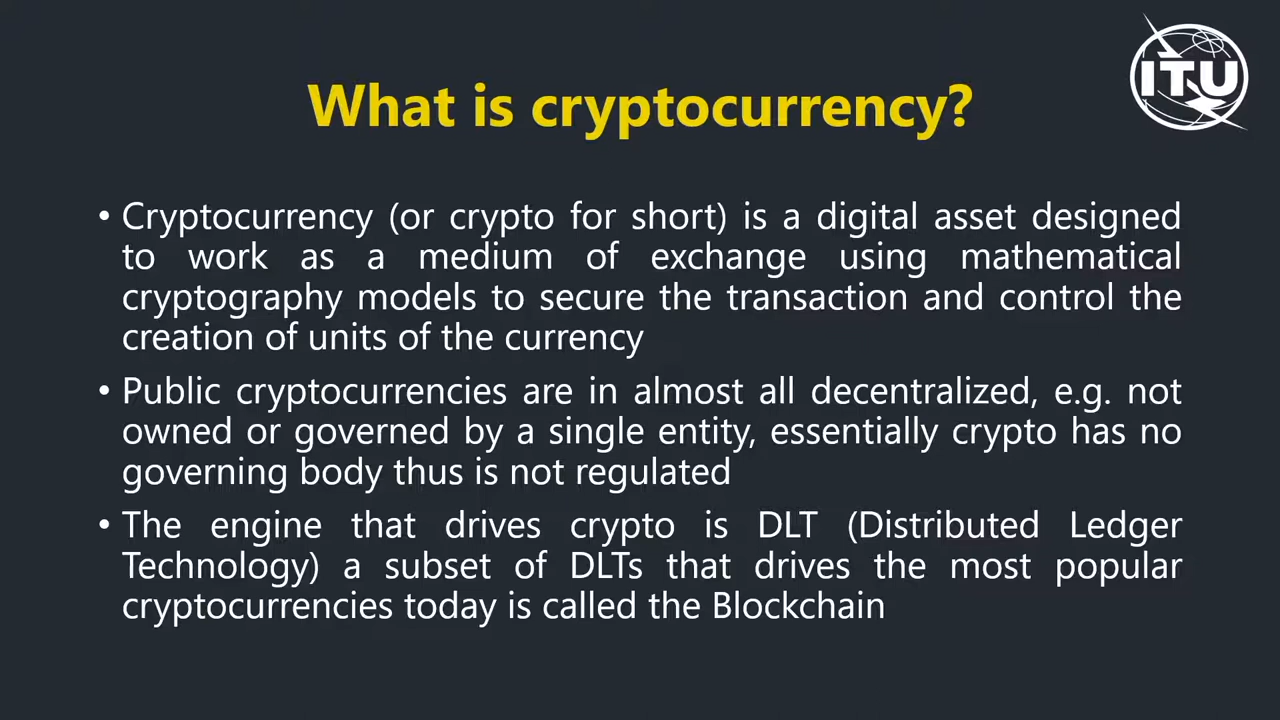 ITU
What is cryptocurrency?
• Cryptocurrency (or crypto for short) is a digital asset designed
to work as a medium of exchange using mathematical
cryptography models to secure the transaction and control the
creation of units of the currency
• Public cryptocurrencies are in almost all decentralized, e.g. not
owned or governed by a single entity, essentially crypto has no
governing body thus is not regulated
• The engine that drives crypto is DLT (Distributed Ledger
Technology) a subset of DLTs that drives the most popular
cryptocurrencies today is called the Blockchain